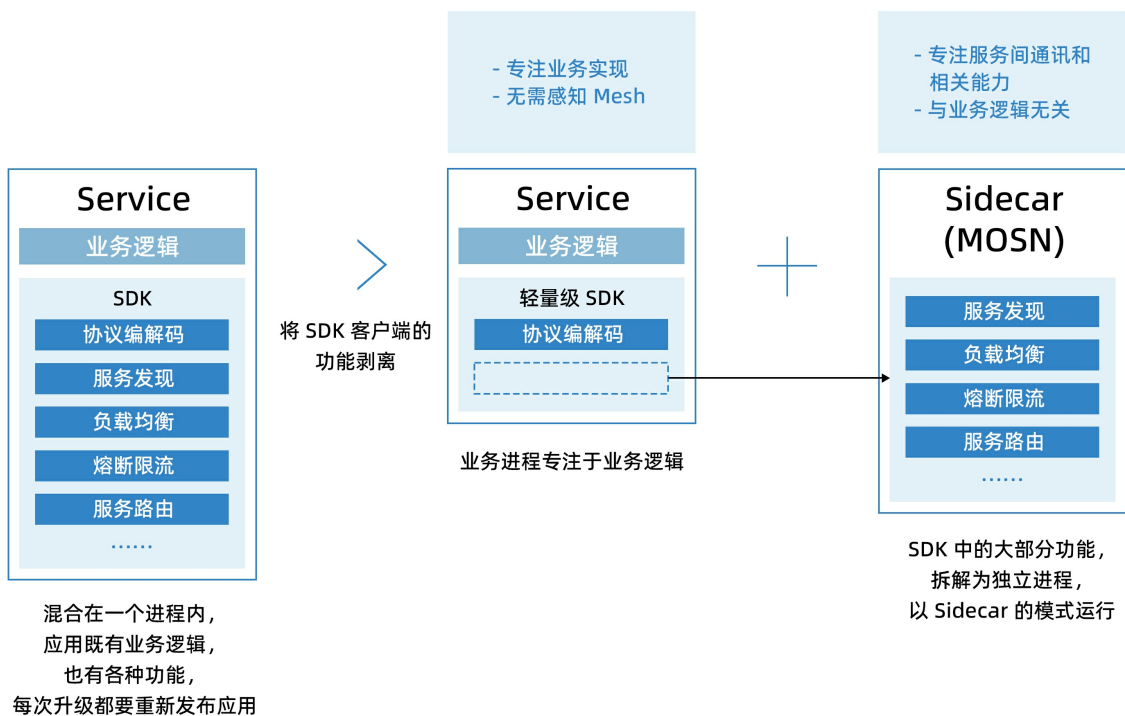 - 专注业务实现
- 无需感知 Mesh
- 专注服务间通讯和
相关能力
- 与业务逻辑无关
Service
业务逻辑
SDK
协议编解码
服务发现
负载均衡
熔断限流
服务路由
......
混合在一个进程内，
应用既有业务逻辑，
也有各种功能，
每次升级都要重新发布应用
将 SDK 客户端的
功能剥离
Service
业务逻辑
轻量级 SDK
协议编解码
业务进程专注于业务逻辑
Sidecar
(MOSN)
服务发现
负载均衡
熔断限流
服务路由
......
SDK 中的大部分功能，
拆解为独立进程，
以 Sidecar 的模式运行